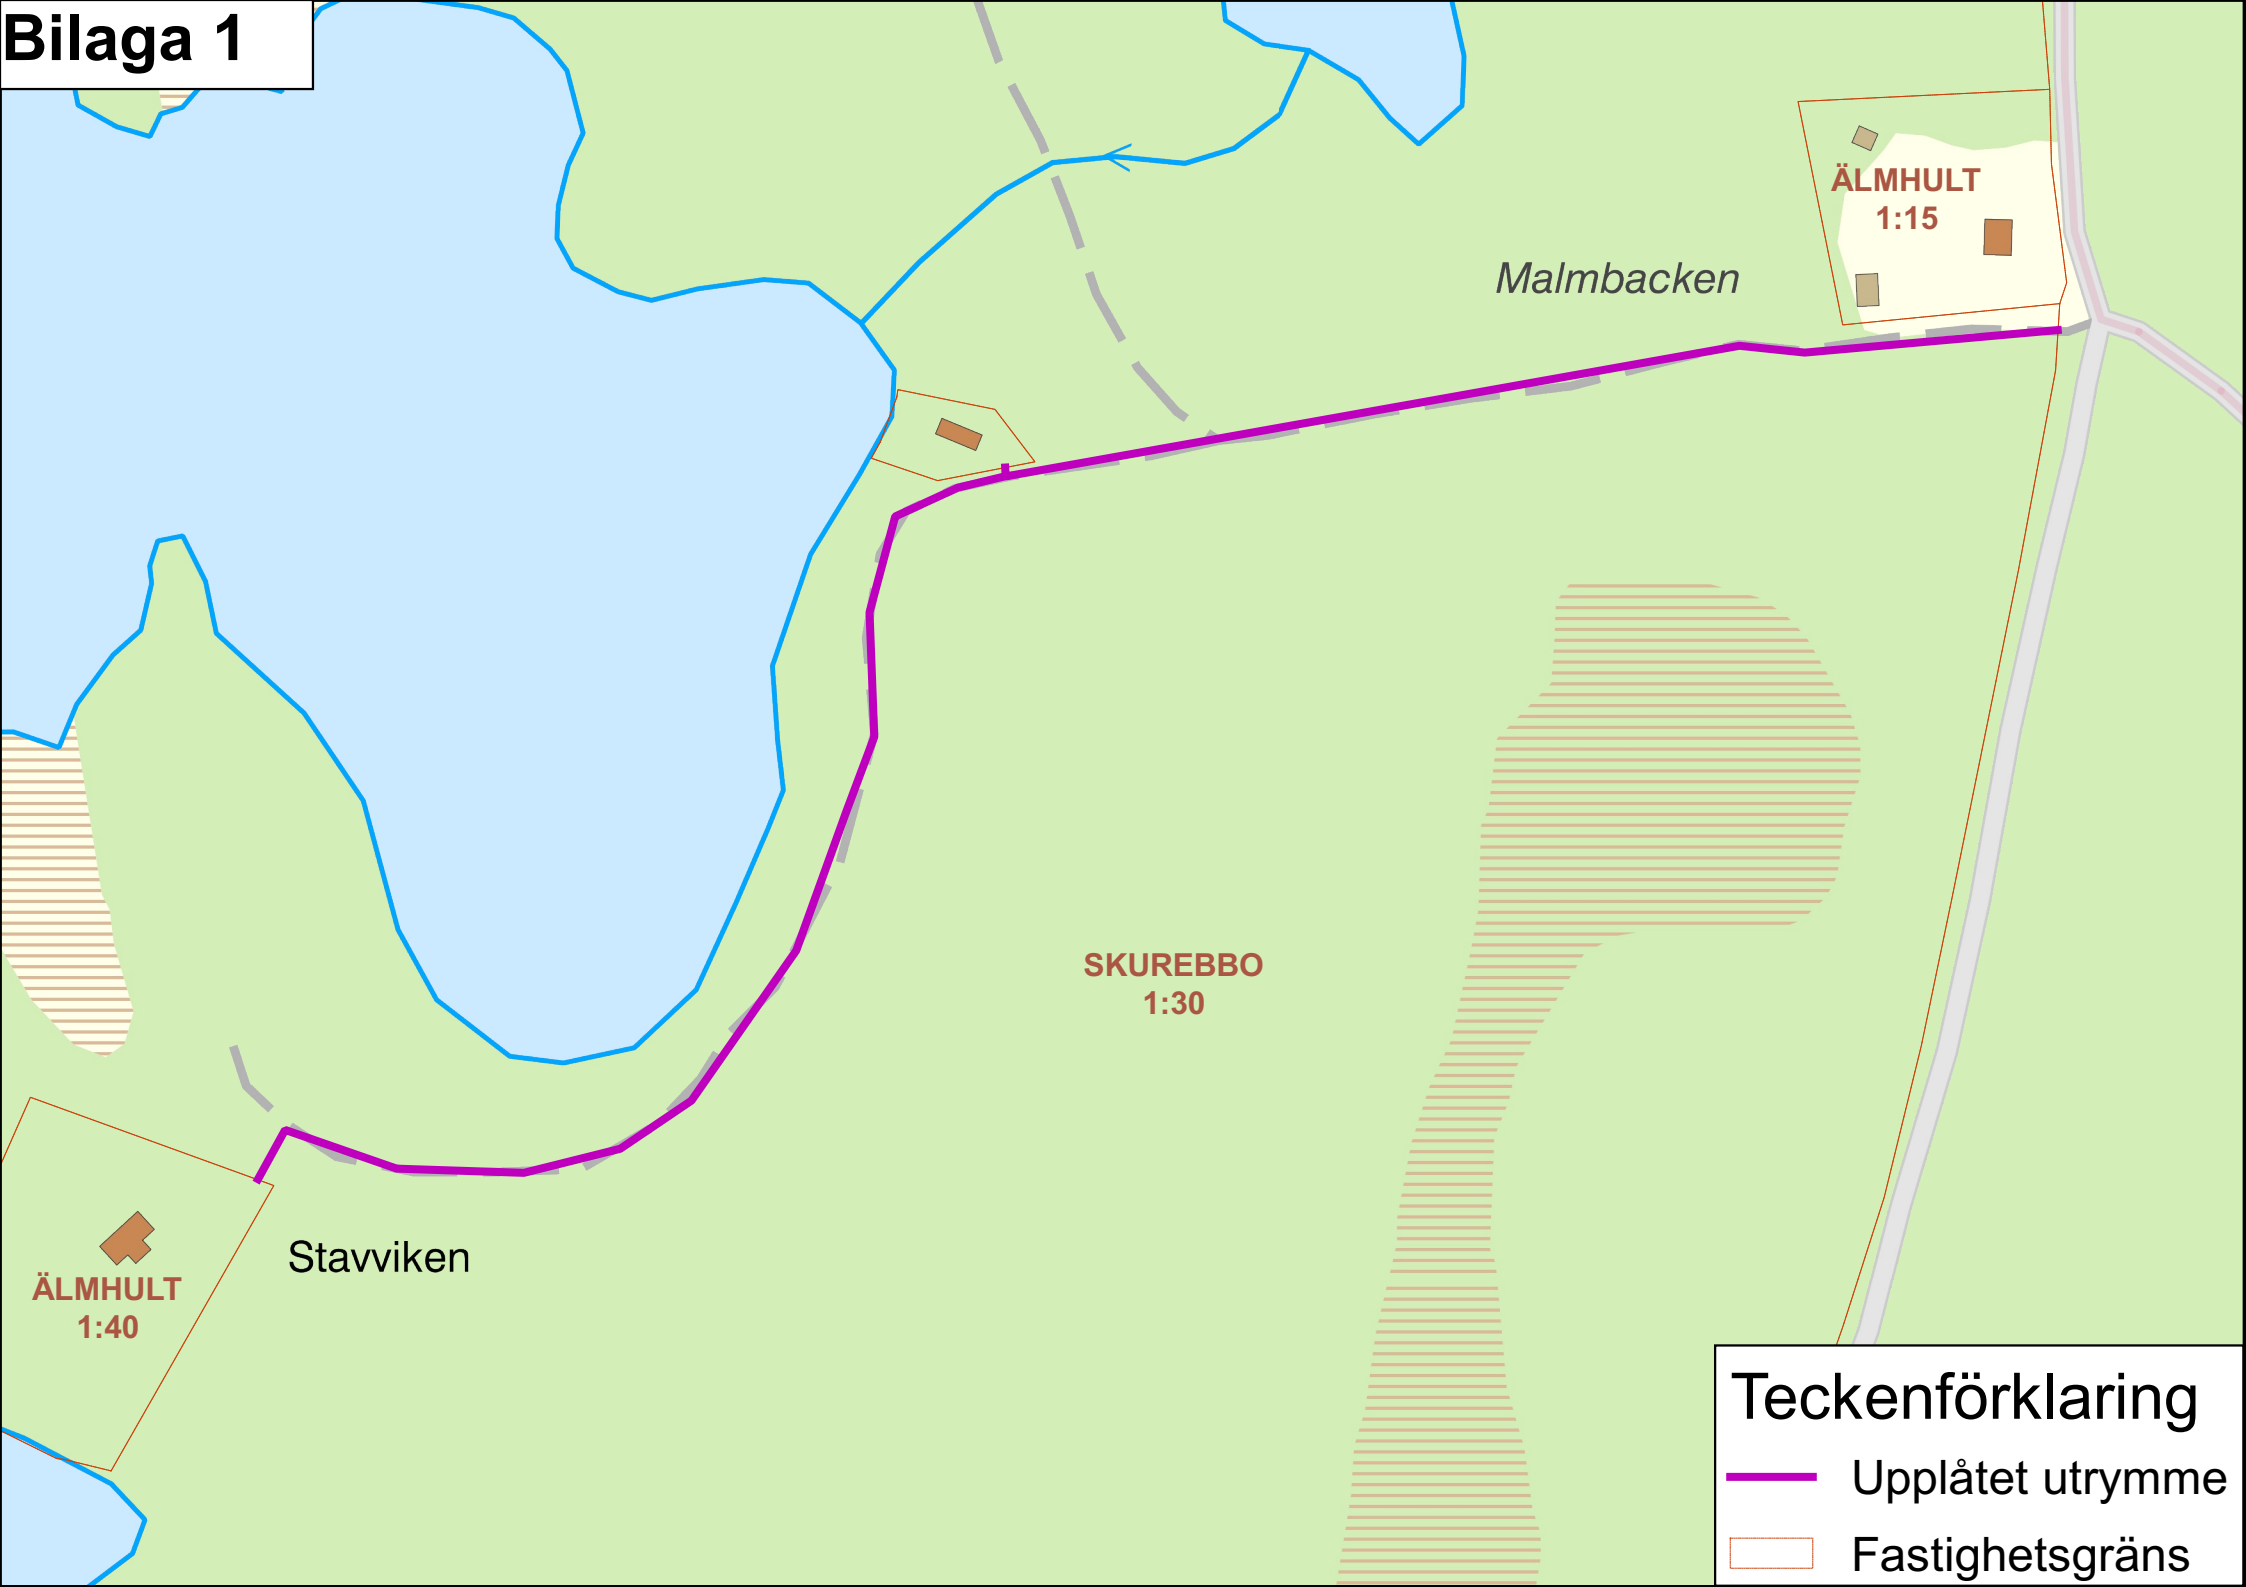 Bilaga 1
ÄLMHULT
1:15
Malmbacken
SKUREBBO
1:30
Stavviken
ÄLMHULT
1:40
Teckenförklaring
Upplåtet utrymme
Fastighetsgräns